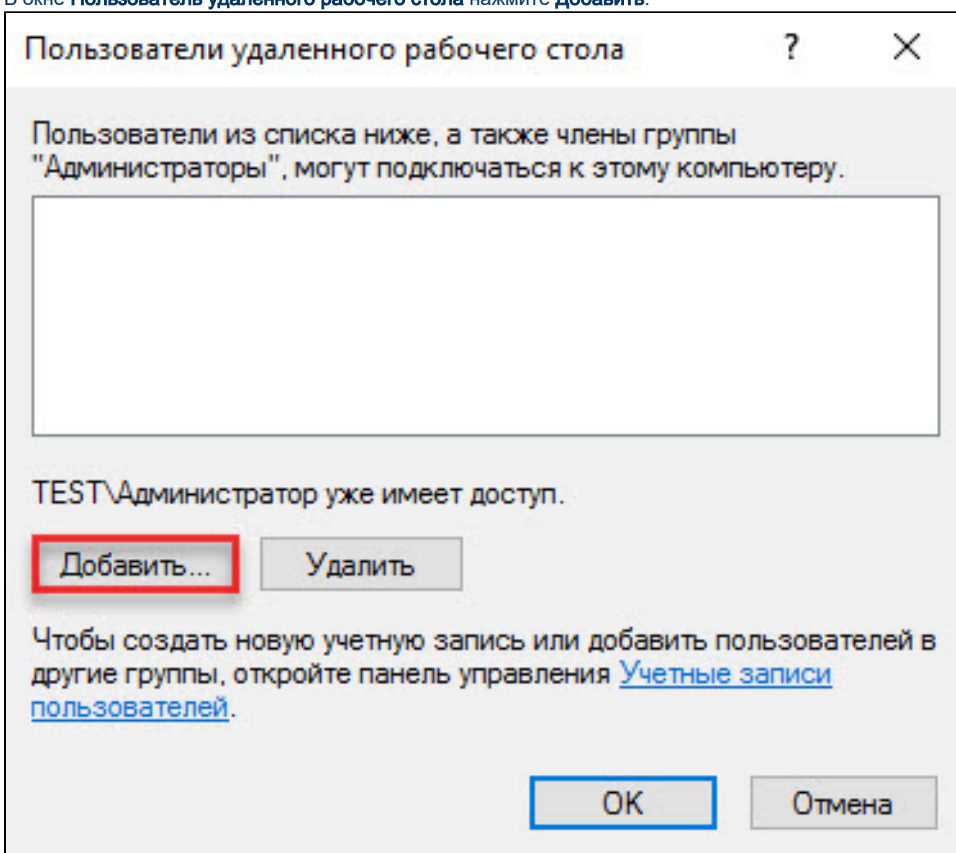 В окне Пользователь удаленного рабочего стола нажмите Добавить.
Пользователи удаленного рабочего стола ? ×
Пользователи из списка ниже, а также члены группы
"Администраторы", могут подключаться к этому компьютеру.
TEST\Администратор уже имеет доступ.
Добавить... Удалить
Чтобы создать новую учетную запись или добавить пользователей в
другие группы, откройте панель управления Учетные записи
пользователей.
OK Отмена